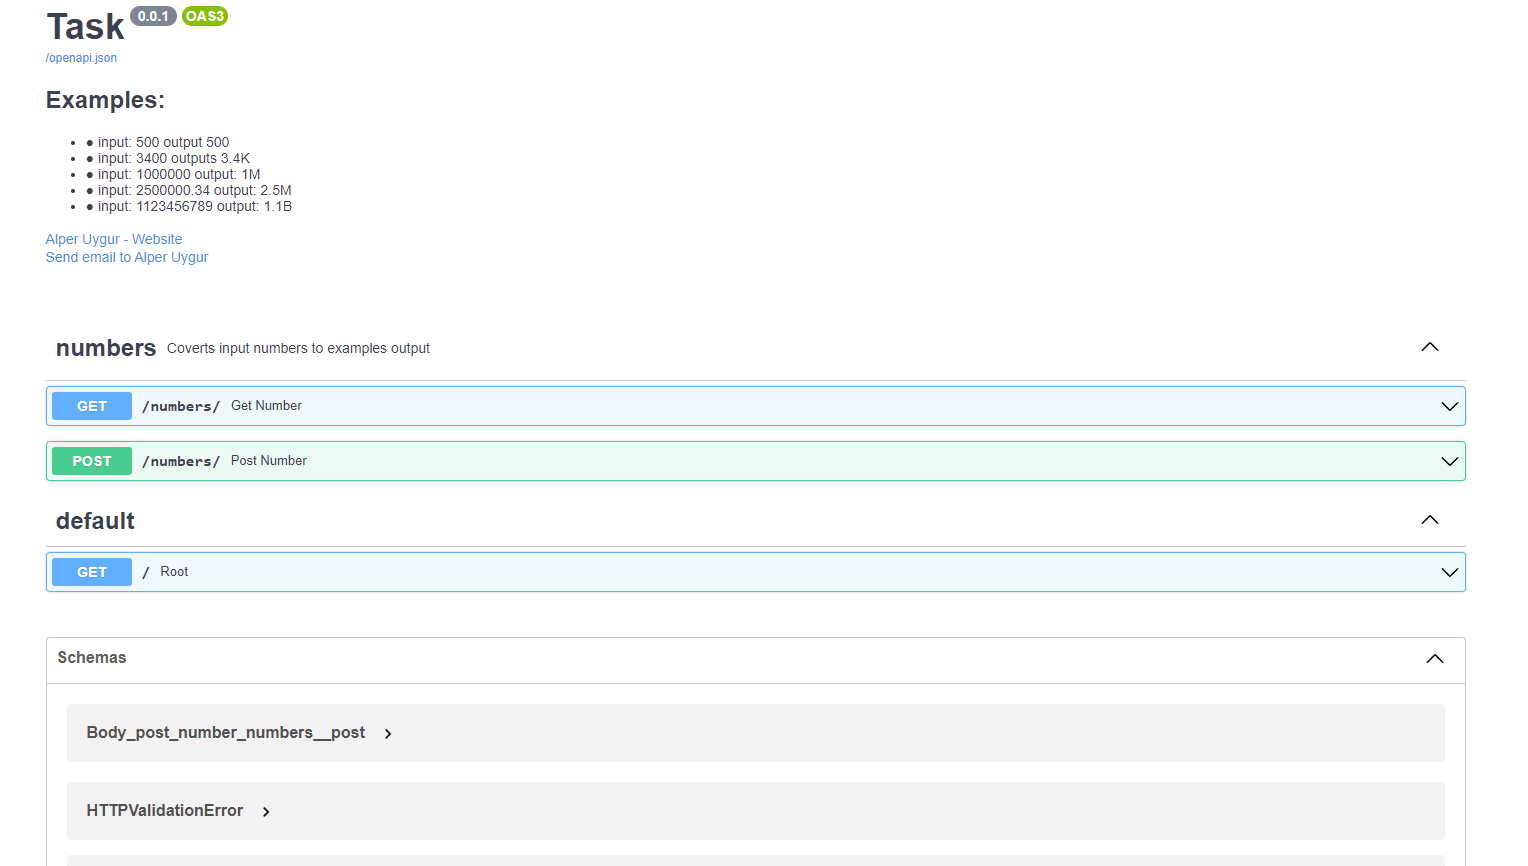 Task 0.0.1 OAS3
/openapi.json
Examples:
• ● input: 500 output 500
• ● input: 3400 outputs 3.4K
• ● input: 1000000 output: 1M
• ● input: 2500000.34 output: 2.5M
• ● input: 1123456789 output: 1.1B
Alper Uygur - Website
Send email to Alper Uygur
numbers Coverts input numbers to examples output
GET /numbers/ Get Number
POST /numbers/ Post Number
default
GET / Root
Schemas
Body_post_number_numbers__post
HTTPValidationError